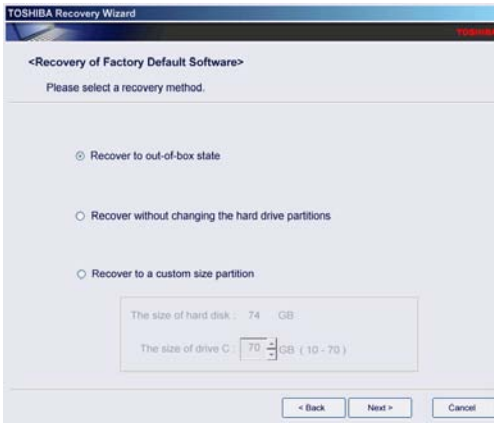 TOSHIBA Recovery Wizard
TOSHIBA
<Recovery of Factory Default Software>
Please select a recovery method.
Recover to out-of-box state
Recover without changing the hard drive partitions
Recover to a custom size partition
The size of hard disk : 74 GB
The size of drive C : 70 GB ( 10 - 70 )
< Back Next > Cancel